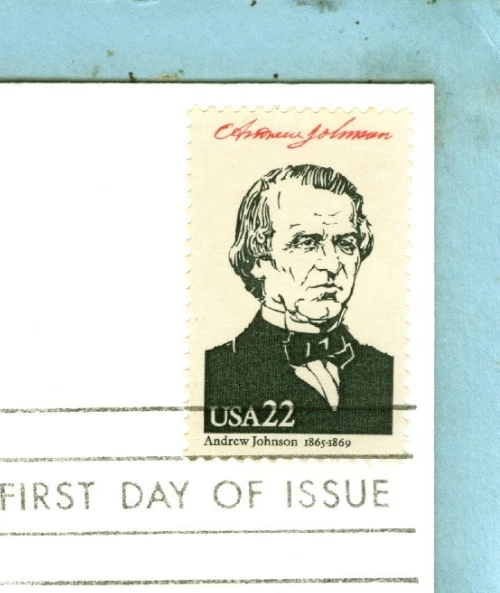 Andrew Johnson
USA22
Andrew Johnson 1865-1869
FIRST DAY OF ISSUE